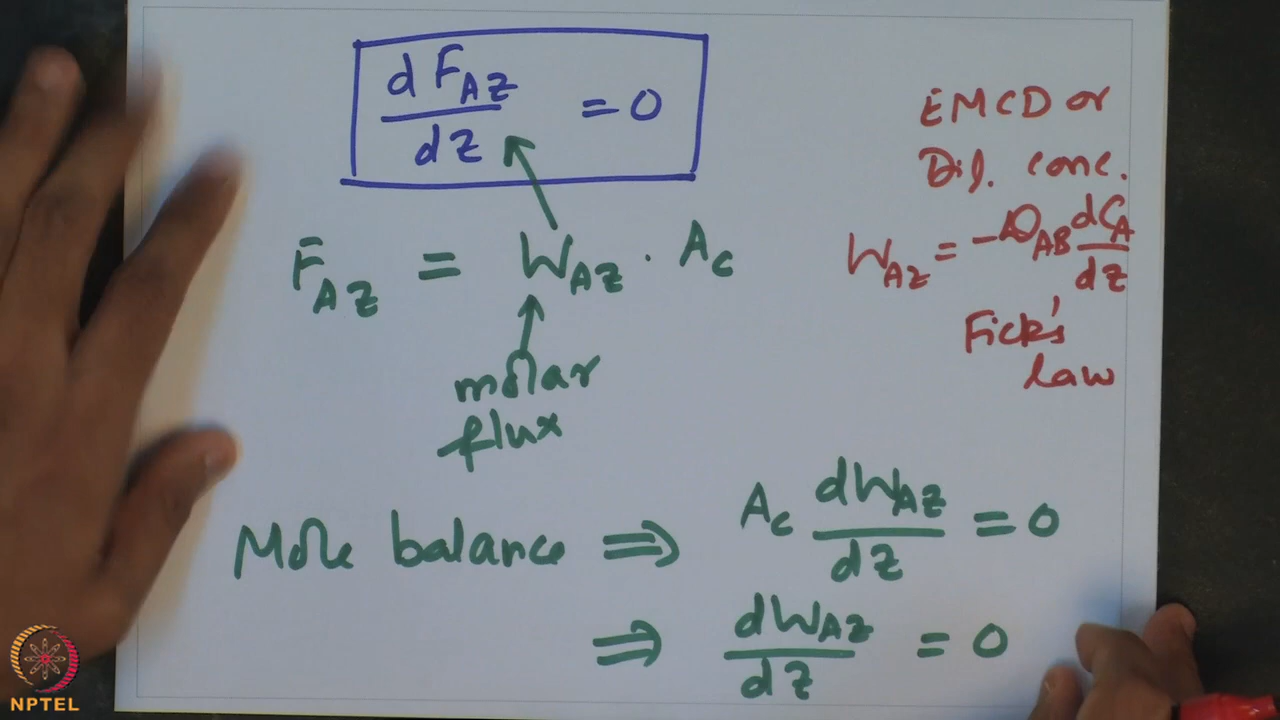 dF_AZ/dZ = 0
F_AZ = W_AZ . A_c
molar
flux
EMCD or
Dil. conc.
W_AZ = -D_AB dC_A/dz
Fick's
law
Mole balance ⇒ A_c dW_AZ/dZ = 0
⇒ dW_AZ/dZ = 0
NPTEL